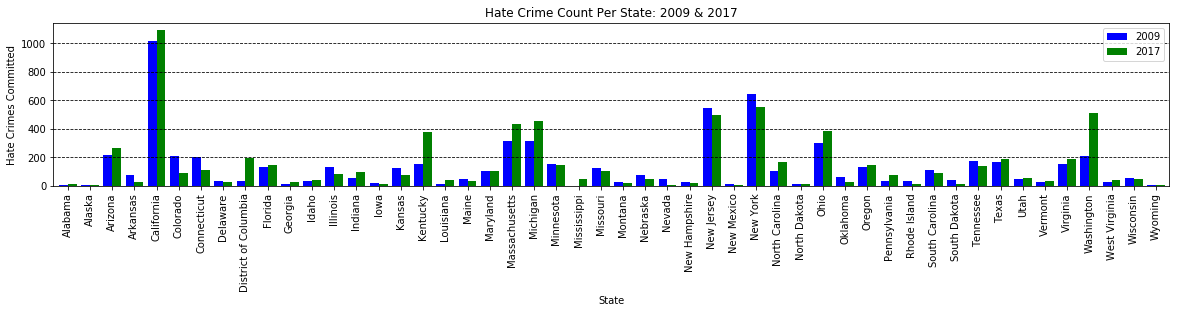 Hate Crime Count Per State: 2009 & 2017
Hate Crimes Committed
1000
800
600
400
200
0
2009
2017
Alabama
Alaska
Arizona
Arkansas
California
Colorado
Connecticut
Delaware
District of Columbia
Florida
Georgia
Idaho
Illinois
Indiana
Iowa
Kansas
Kentucky
Louisiana
Maine
Maryland
Massachusetts
Michigan
Minnesota
Mississippi
Missouri
Montana
Nebraska
Nevada
New Hampshire
New Jersey
New Mexico
New York
North Carolina
North Dakota
Ohio
Oklahoma
Oregon
Pennsylvania
Rhode Island
South Carolina
South Dakota
Tennessee
Texas
Utah
Vermont
Virginia
Washington
West Virginia
Wisconsin
Wyoming
State